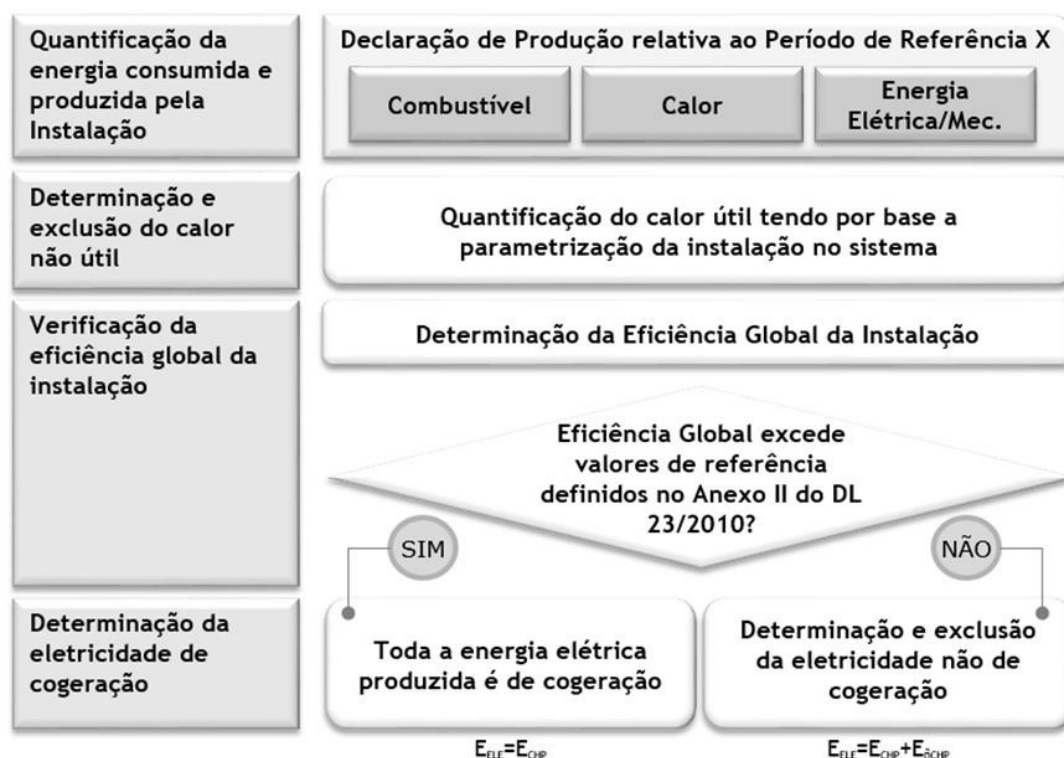 Quantificação da
energia consumida e
produzida pela
Instalação
Declaração de Produção relativa ao Período de Referência X
Combustível
Calor
Energia
Elétrica/Mec.
Determinação e
exclusão do calor
não útil
Quantificação do calor útil tendo por base a
parametrização da instalação no sistema
Verificação da
eficiência global da
instalação
Determinação da Eficiência Global da Instalação
Eficiência Global excede
valores de referência
definidos no Anexo II do DL
23/2010?
SIM
NÃO
Determinação da
eletricidade de
cogeração
Toda a energia elétrica
produzida é de cogeração
Determinação e exclusão
da eletricidade não de
cogeração
E_ELE=E_CHP
E_ELE=E_CHP+E_ÑCHP